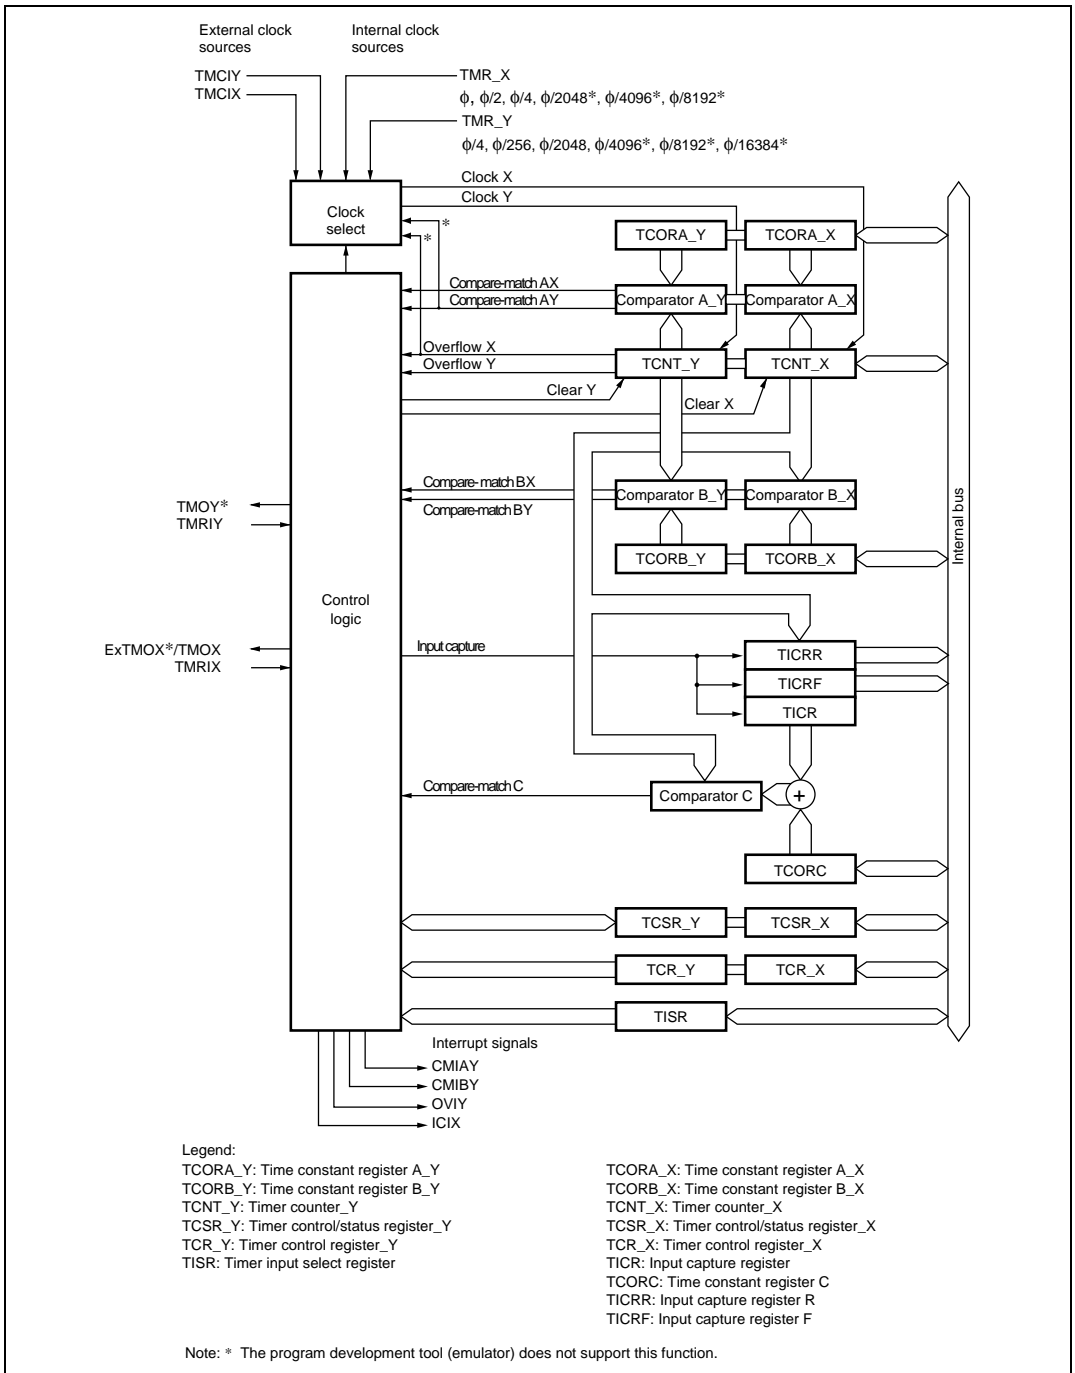 External clock
sources
Internal clock
sources
TMCIY
TMCIX
TMR_X
ϕ, ϕ/2, ϕ/4, ϕ/2048*, ϕ/4096*, ϕ/8192*
TMR_Y
ϕ/4, ϕ/256, ϕ/2048, ϕ/4096*, ϕ/8192*, ϕ/16384*
Clock X
Clock Y
Clock
select
*
*
TCORA_Y
TCORA_X
Compare-match AX
Compare-match AY
Comparator A_Y
Comparator A_X
Overflow X
Overflow Y
TCNT_Y
TCNT_X
Clear Y
Clear X
Compare- match BX
Compare-match BY
Comparator B_Y
Comparator B_X
TMOY*
TMRIY
TCORB_Y
TCORB_X
Internal bus
Control
logic
ExTMOX*/TMOX
TMRIX
Input capture
TICRR
TICRF
TICR
Compare-match C
Comparator C
+
TCORC
TCSR_Y
TCSR_X
TCR_Y
TCR_X
TISR
Interrupt signals
CMIAY
CMIBY
OVIY
ICIX
Legend:
TCORA_Y: Time constant register A_Y
TCORB_Y: Time constant register B_Y
TCNT_Y: Timer counter_Y
TCSR_Y: Timer control/status register_Y
TCR_Y: Timer control register_Y
TISR: Timer input select register
TCORA_X: Time constant register A_X
TCORB_X: Time constant register B_X
TCNT_X: Timer counter_X
TCSR_X: Timer control/status register_X
TCR_X: Timer control register_X
TICR: Input capture register
TCORC: Time constant register C
TICRR: Input capture register R
TICRF: Input capture register F
Note: * The program development tool (emulator) does not support this function.